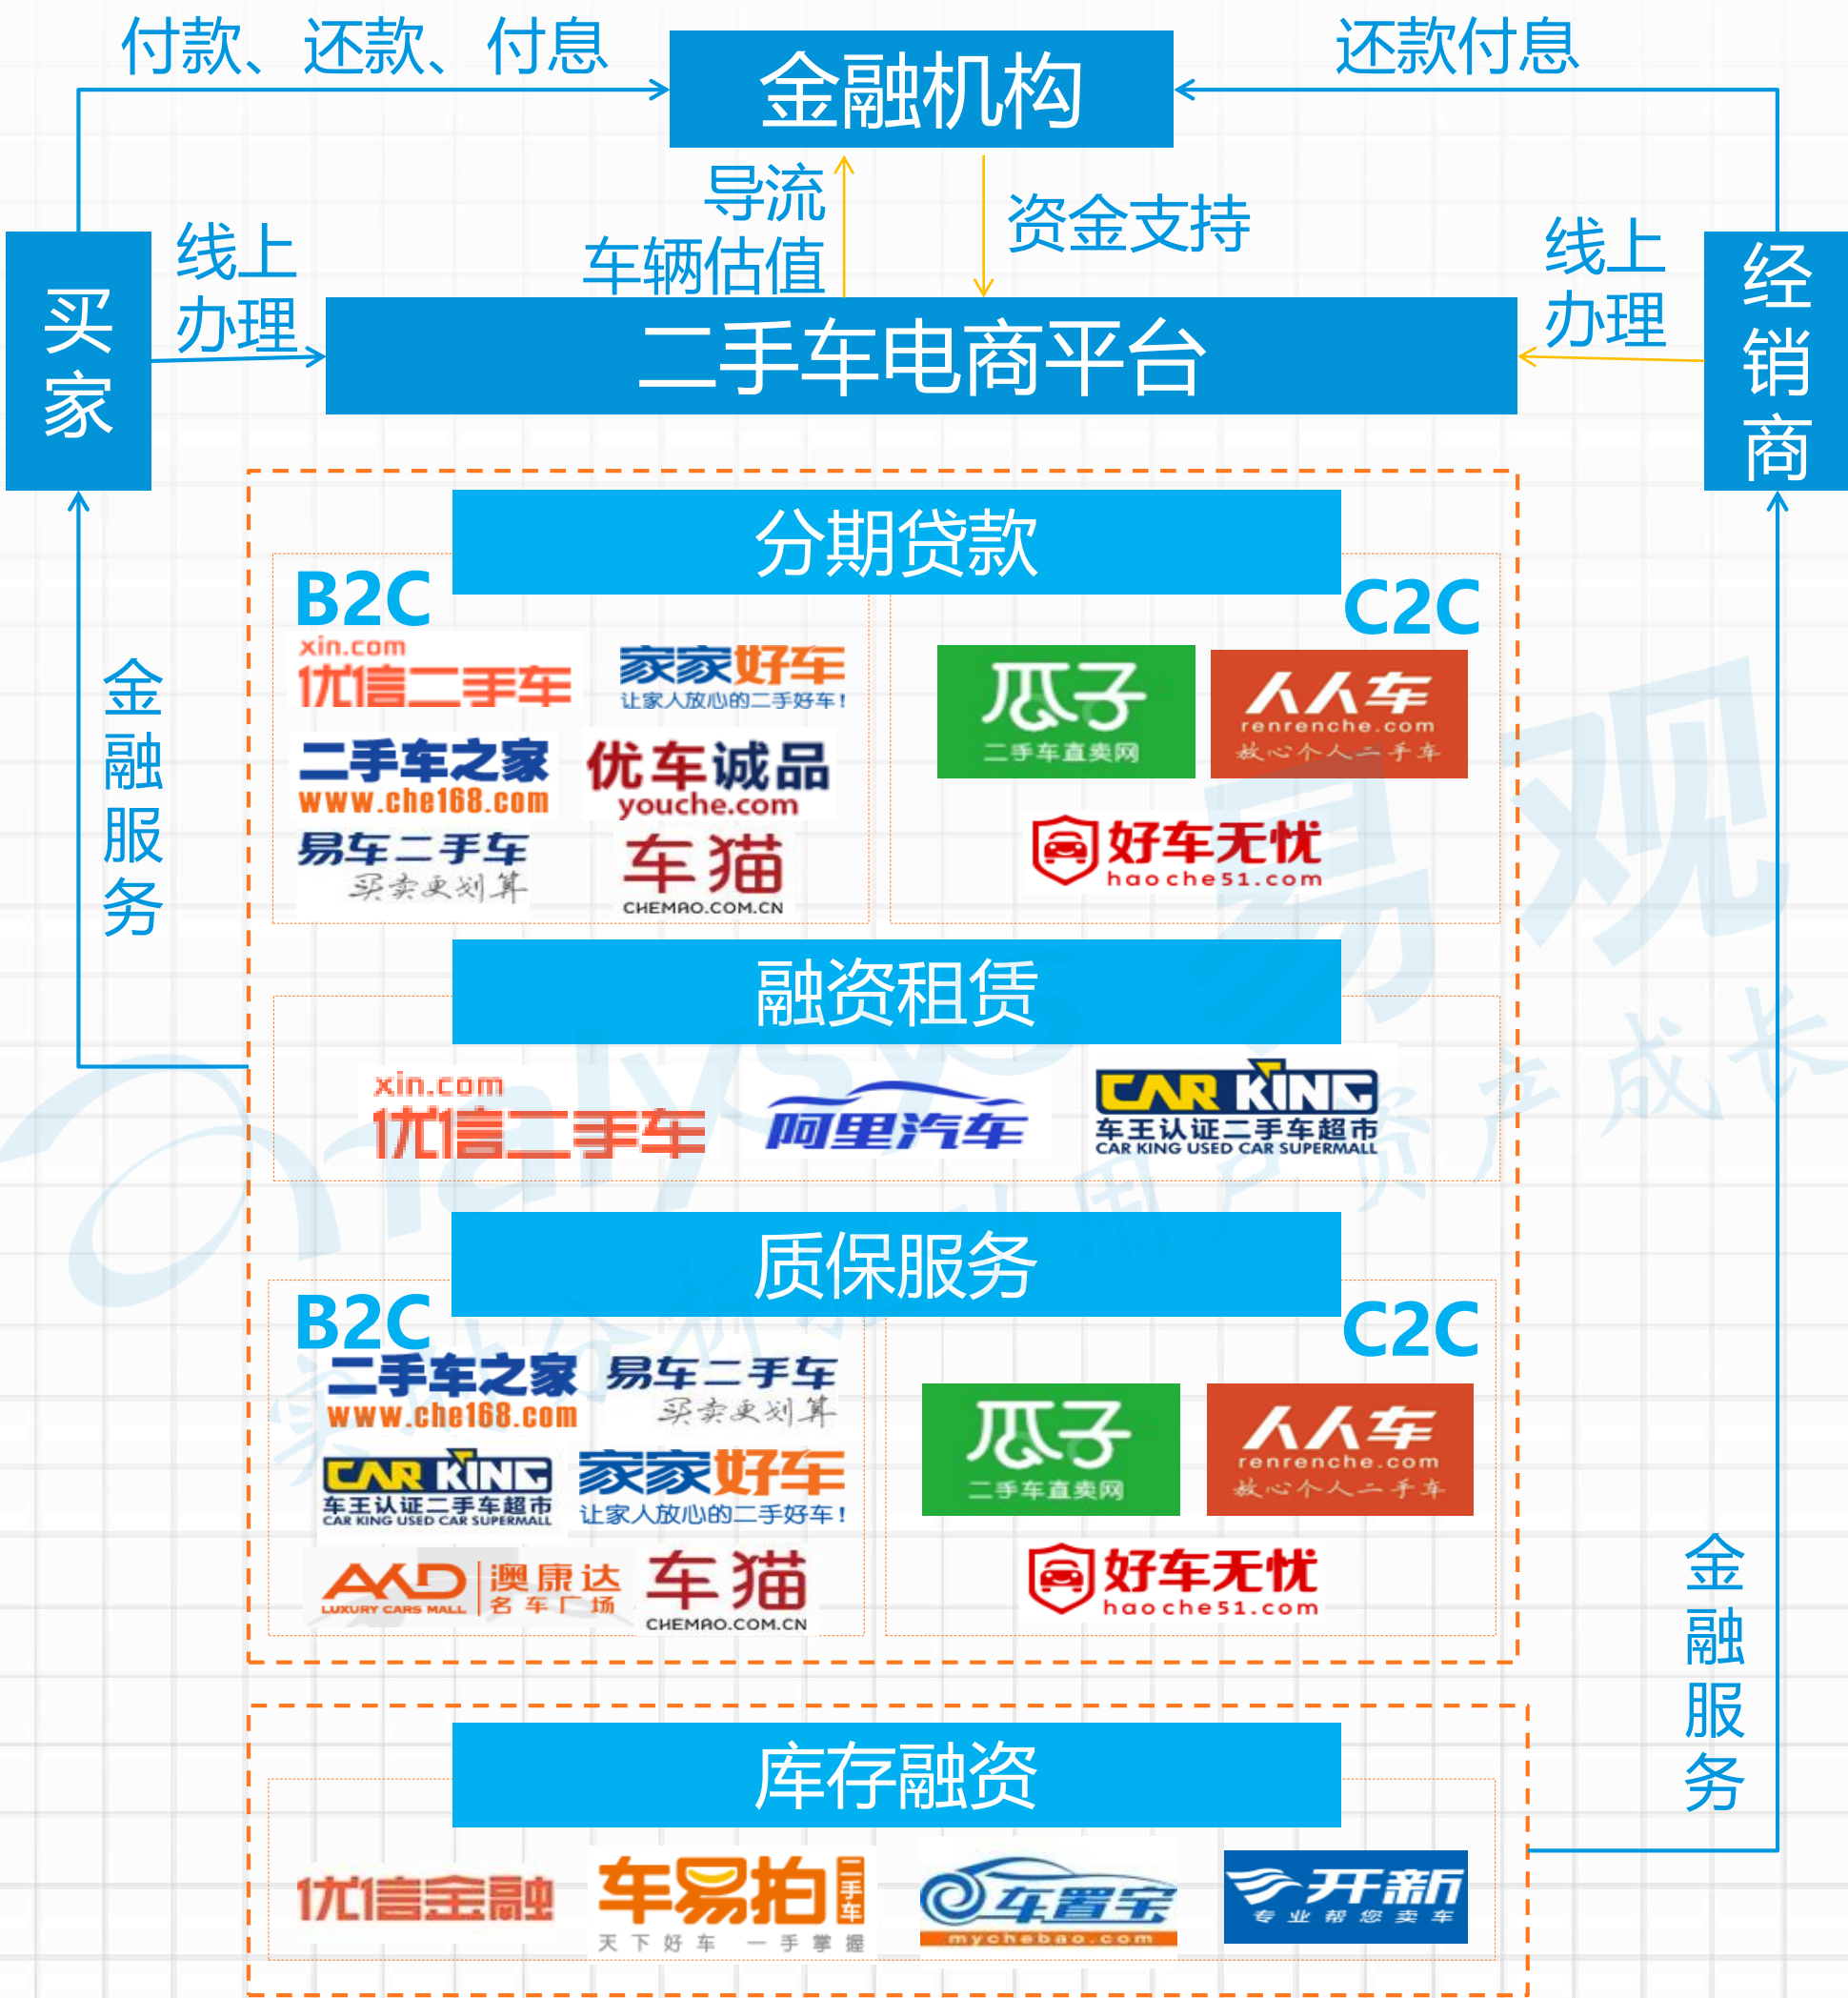 付款、还款、付息
金融机构
还款付息
导流
车辆估值
资金支持
线上
办理
线上
办理
买家
二手车电商平台
经销商
分期贷款
B2C
C2C
xin.com
优信二手车
家家好车
让家人放心的二手好车!
瓜子
二手车直卖网
人人车
renrenche.com
放心个人二手车
二手车之家
www.che168.com
优车诚品
youche.com
易车二手车
买卖更划算
车猫
CHEMAO.COM.CN
好车无忧
haoche51.com
金融服务
融资租赁
xin.com
优信二手车
阿里汽车
CAR KING
车王认证二手车超市
CAR KING USED CAR SUPERMALL
质保服务
B2C
C2C
二手车之家
www.che168.com
易车二手车
买卖更划算
瓜子
二手车直卖网
人人车
renrenche.com
放心个人二手车
CAR KING
车王认证二手车超市
CAR KING USED CAR SUPERMALL
家家好车
让家人放心的二手好车!
AKD
LUXURY CARS MALL
澳康达
名车广场
车猫
CHEMAO.COM.CN
好车无忧
haoche51.com
金融服务
库存融资
优信金融
车易拍
二手车
天下好车 一手掌握
车置宝
mychebao.com
开新
专业帮您卖车
analysys 易观
用户资产成长